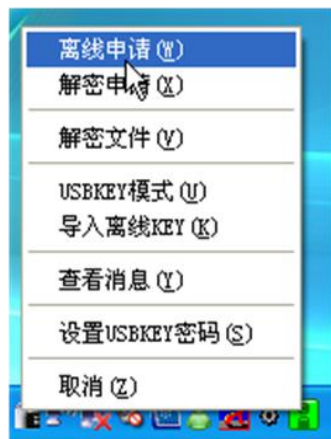 离线申请(W)
解密申请(X)
解密文件(V)
USBKEY模式(U)
导入离线KEY(K)
查看消息(Y)
设置USBKEY密码(S)
取消(Z)